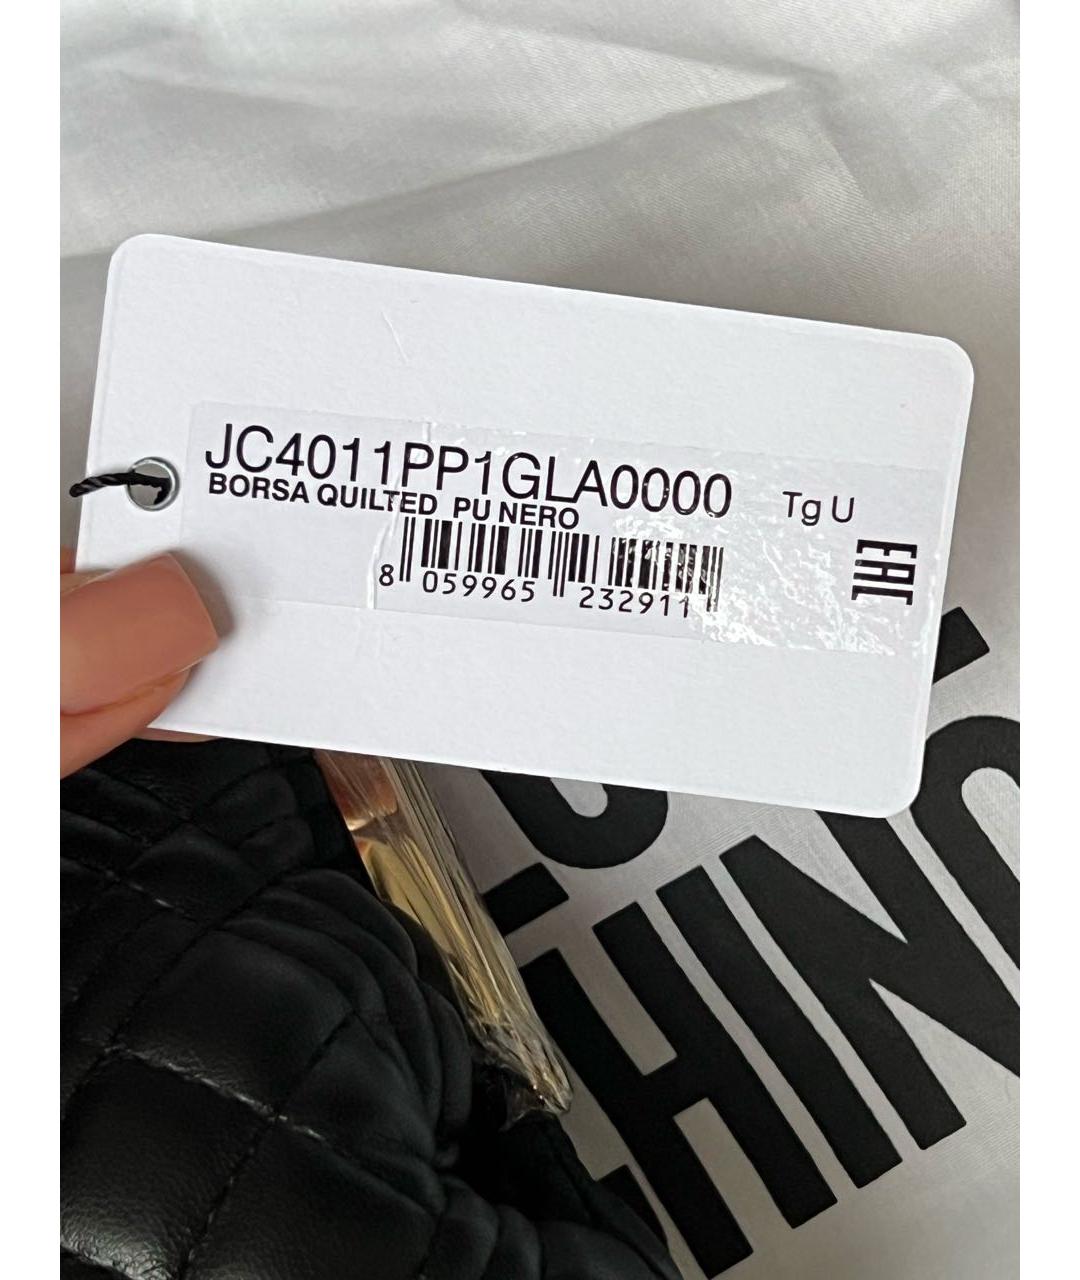 JC4011PP1GLA0000 Tg U
BORSA QUILTED PU NERO
8 059965 232911
EAC